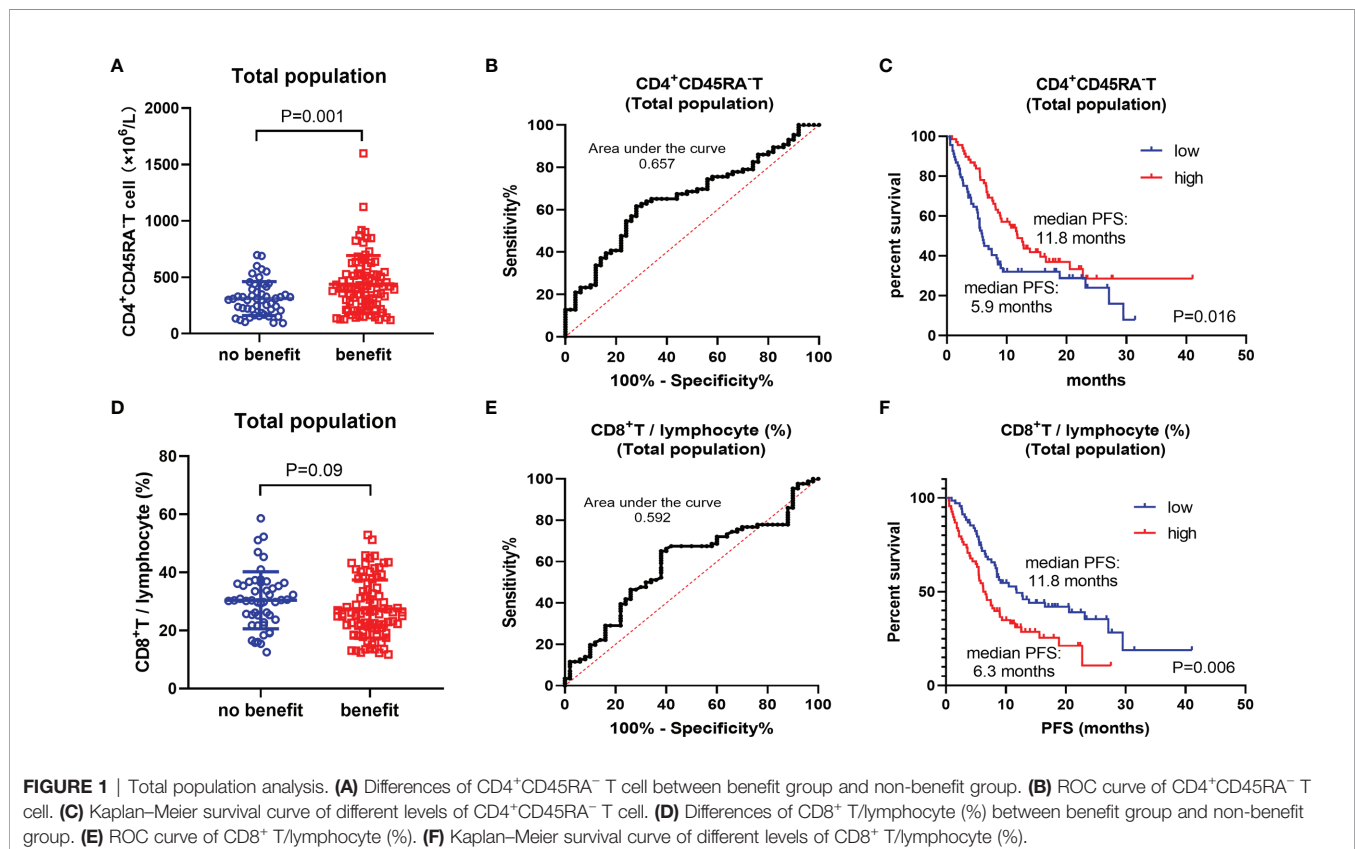 A
Total population
CD4⁺CD45RA⁻T cell (×10⁶/L)
2000
1500
1000
500
0
P=0.001
no benefit
benefit
B
CD4⁺CD45RA⁻T
(Total population)
Sensitivity%
100
80
60
40
20
0
Area under the curve
0.657
0 20 40 60 80 100
100% - Specificity%
C
CD4⁺CD45RA⁻T
(Total population)
percent survival
100
80
60
40
20
0
low
high
median PFS:
11.8 months
median PFS:
5.9 months
P=0.016
0 10 20 30 40 50
months
D
Total population
CD8⁺T / lymphocyte (%)
80
60
40
20
0
P=0.09
no benefit
benefit
E
CD8⁺T / lymphocyte (%)
(Total population)
Sensitivity%
100
80
60
40
20
0
Area under the curve
0.592
0 20 40 60 80 100
100% - Specificity%
F
CD8⁺T / lymphocyte (%)
(Total population)
Percent survival
100
50
0
low
high
median PFS:
11.8 months
median PFS:
6.3 months
P=0.006
0 10 20 30 40 50
PFS (months)
FIGURE 1 | Total population analysis. (A) Differences of CD4⁺CD45RA⁻ T cell between benefit group and non-benefit group. (B) ROC curve of CD4⁺CD45RA⁻ T
cell. (C) Kaplan–Meier survival curve of different levels of CD4⁺CD45RA⁻ T cell. (D) Differences of CD8⁺ T/lymphocyte (%) between benefit group and non-benefit
group. (E) ROC curve of CD8⁺ T/lymphocyte (%). (F) Kaplan–Meier survival curve of different levels of CD8⁺ T/lymphocyte (%).